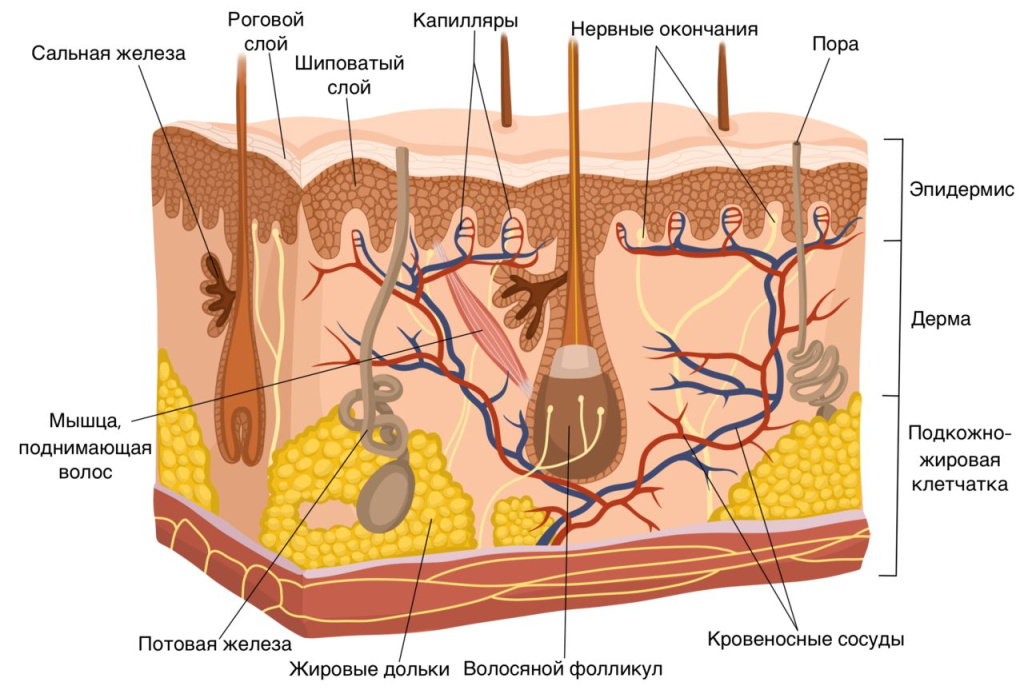 Сальная железа
Роговой
слой
Шиповатый
слой
Капилляры
Нервные окончания
Пора
Эпидермис
Дерма
Подкожно-
жировая
клетчатка
Мышца,
поднимающая
волос
Потовая железа
Жировые дольки
Волосяной фолликул
Кровеносные сосуды